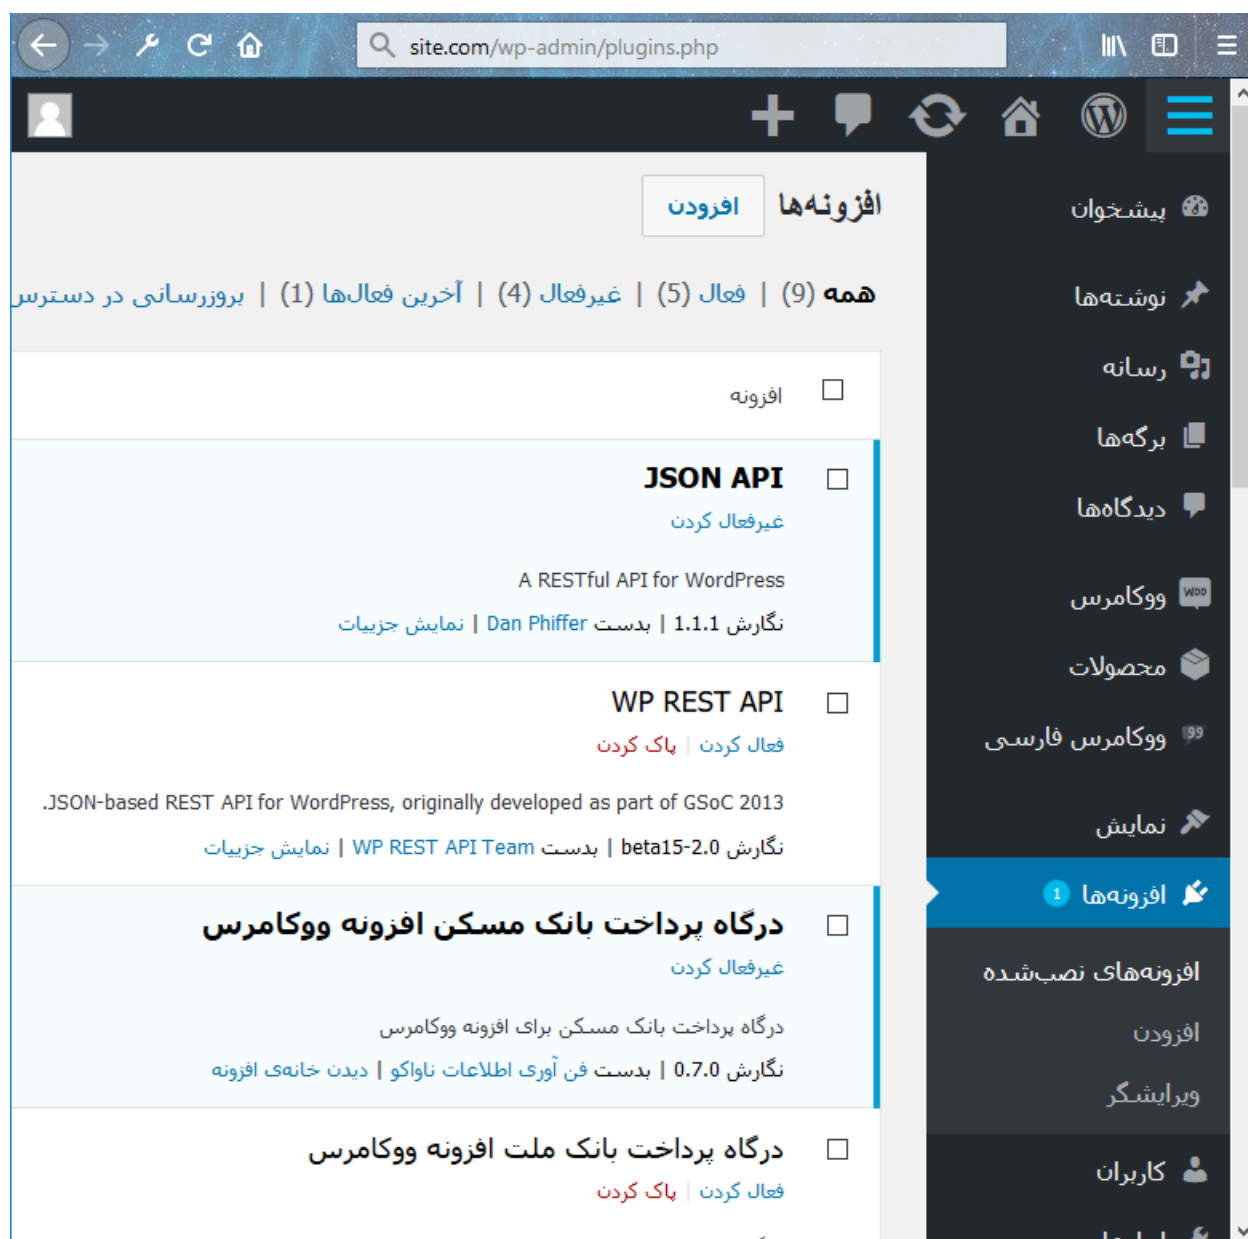 site.com/wp-admin/plugins.php
افزونه‌ها افزودن
همه (9) | فعال (5) | غیرفعال (4) | آخرین فعال‌ها (1) | بروزرسانی در دسترس
افزونه
JSON API
غیرفعال کردن
A RESTful API for WordPress
نگارش 1.1.1 | بدست Dan Phiffer | نمایش جزییات
WP REST API
فعال کردن | پاک کردن
JSON-based REST API for WordPress, originally developed as part of GSoC 2013.
نگارش 2.0-beta15 | بدست WP REST API Team | نمایش جزییات
درگاه پرداخت بانک مسکن افزونه ووکامرس
غیرفعال کردن
درگاه پرداخت بانک مسکن برای افزونه ووکامرس
نگارش 0.7.0 | بدست فن آوری اطلاعات ناواکو | دیدن خانه‌ی افزونه
درگاه پرداخت بانک ملت افزونه ووکامرس
فعال کردن | پاک کردن
پیشخوان
نوشته‌ها
رسانه
برگه‌ها
دیدگاه‌ها
ووکامرس
محصولات
ووکامرس فارسی
نمایش
افزونه‌ها 1
افزونه‌های نصب‌شده
افزودن
ویرایشگر
کاربران